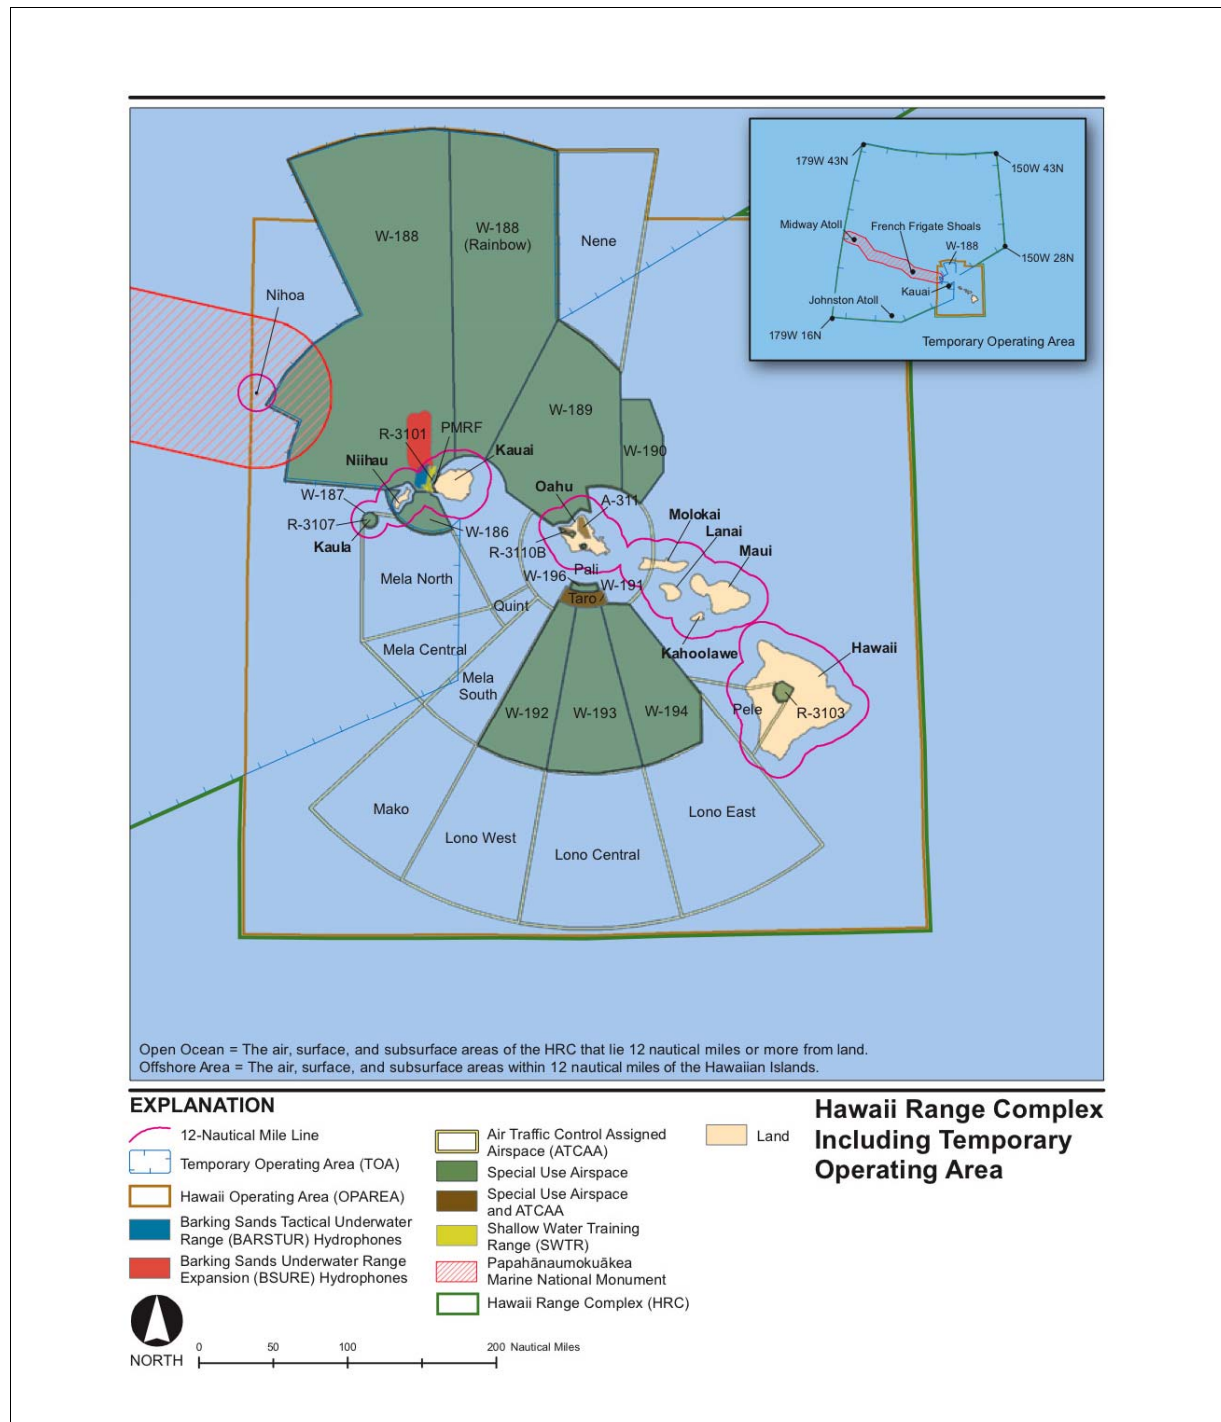 179W 43N
150W 43N
Midway Atoll
French Frigate Shoals
W-188
150W 28N
Kauai
Johnston Atoll
179W 16N
Temporary Operating Area
W-188
W-188
(Rainbow)
Nene
Nihoa
W-189
R-3101
PMRF
W-190
Niihau
Kauai
W-187
Oahu
A-311
R-3107
W-186
Molokai
Kaula
R-3110B
Lanai
Maui
Pali
Mela North
W-196
W-191
Quint
Taro
Mela Central
Kahoolawe
Hawaii
Mela
South
W-192
W-193
W-194
Pele
R-3103
Mako
Lono West
Lono Central
Lono East
Open Ocean = The air, surface, and subsurface areas of the HRC that lie 12 nautical miles or more from land.
Offshore Area = The air, surface, and subsurface areas within 12 nautical miles of the Hawaiian Islands.
EXPLANATION
12-Nautical Mile Line
Temporary Operating Area (TOA)
Hawaii Operating Area (OPAREA)
Barking Sands Tactical Underwater
Range (BARSTUR) Hydrophones
Barking Sands Underwater Range
Expansion (BSURE) Hydrophones
Air Traffic Control Assigned
Airspace (ATCAA)
Special Use Airspace
Special Use Airspace
and ATCAA
Shallow Water Training
Range (SWTR)
Papahānaumokuākea
Marine National Monument
Hawaii Range Complex (HRC)
Land
Hawaii Range Complex
Including Temporary
Operating Area
NORTH
0 50 100 200 Nautical Miles